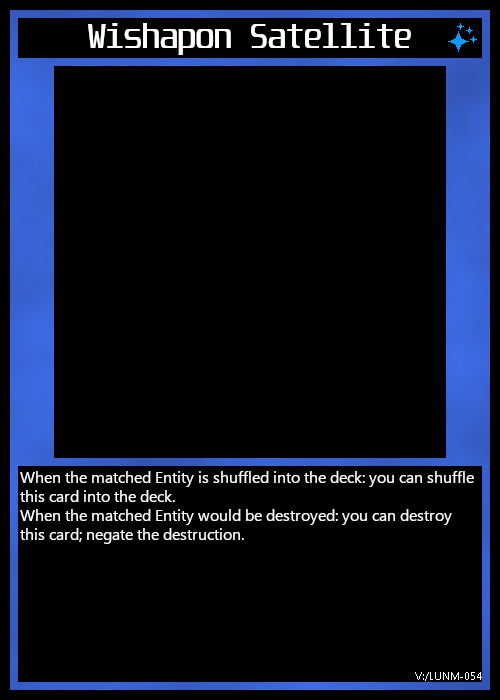 Wishapon Satellite
When the matched Entity is shuffled into the deck: you can shuffle
this card into the deck.
When the matched Entity would be destroyed: you can destroy
this card; negate the destruction.
V:/LUNM-054